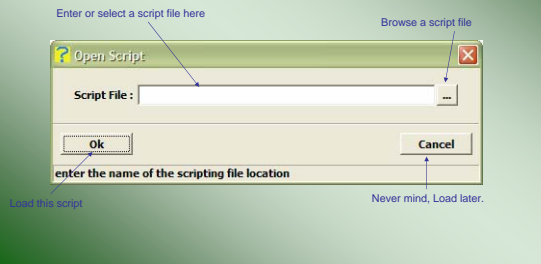 Enter or select a script file here
Browse a script file
? Open Script
Script File :
...
Ok
Cancel
enter the name of the scripting file location
Load this script
Never mind, Load later.